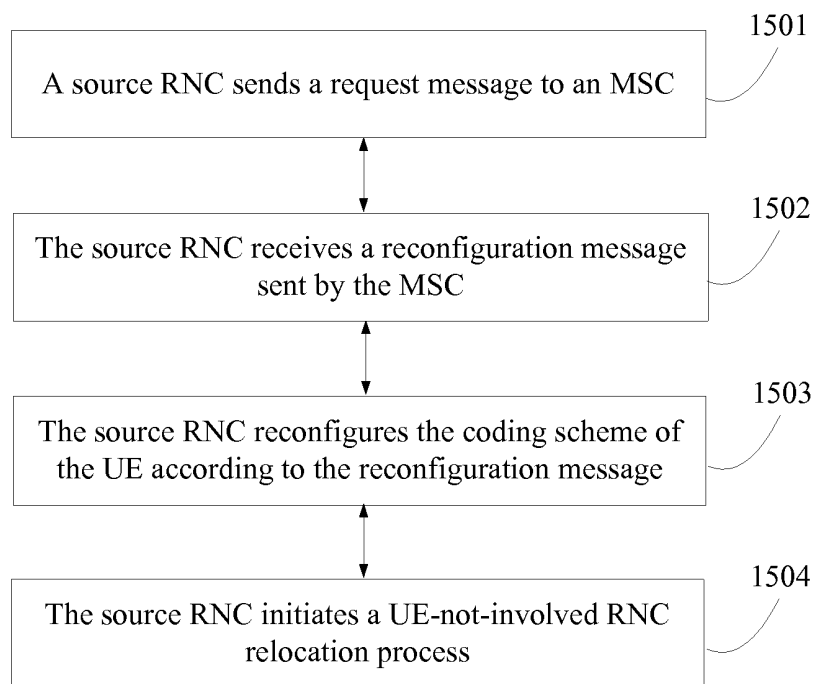 1501
A source RNC sends a request message to an MSC
1502
The source RNC receives a reconfiguration message
sent by the MSC
1503
The source RNC reconfigures the coding scheme of
the UE according to the reconfiguration message
1504
The source RNC initiates a UE-not-involved RNC
relocation process